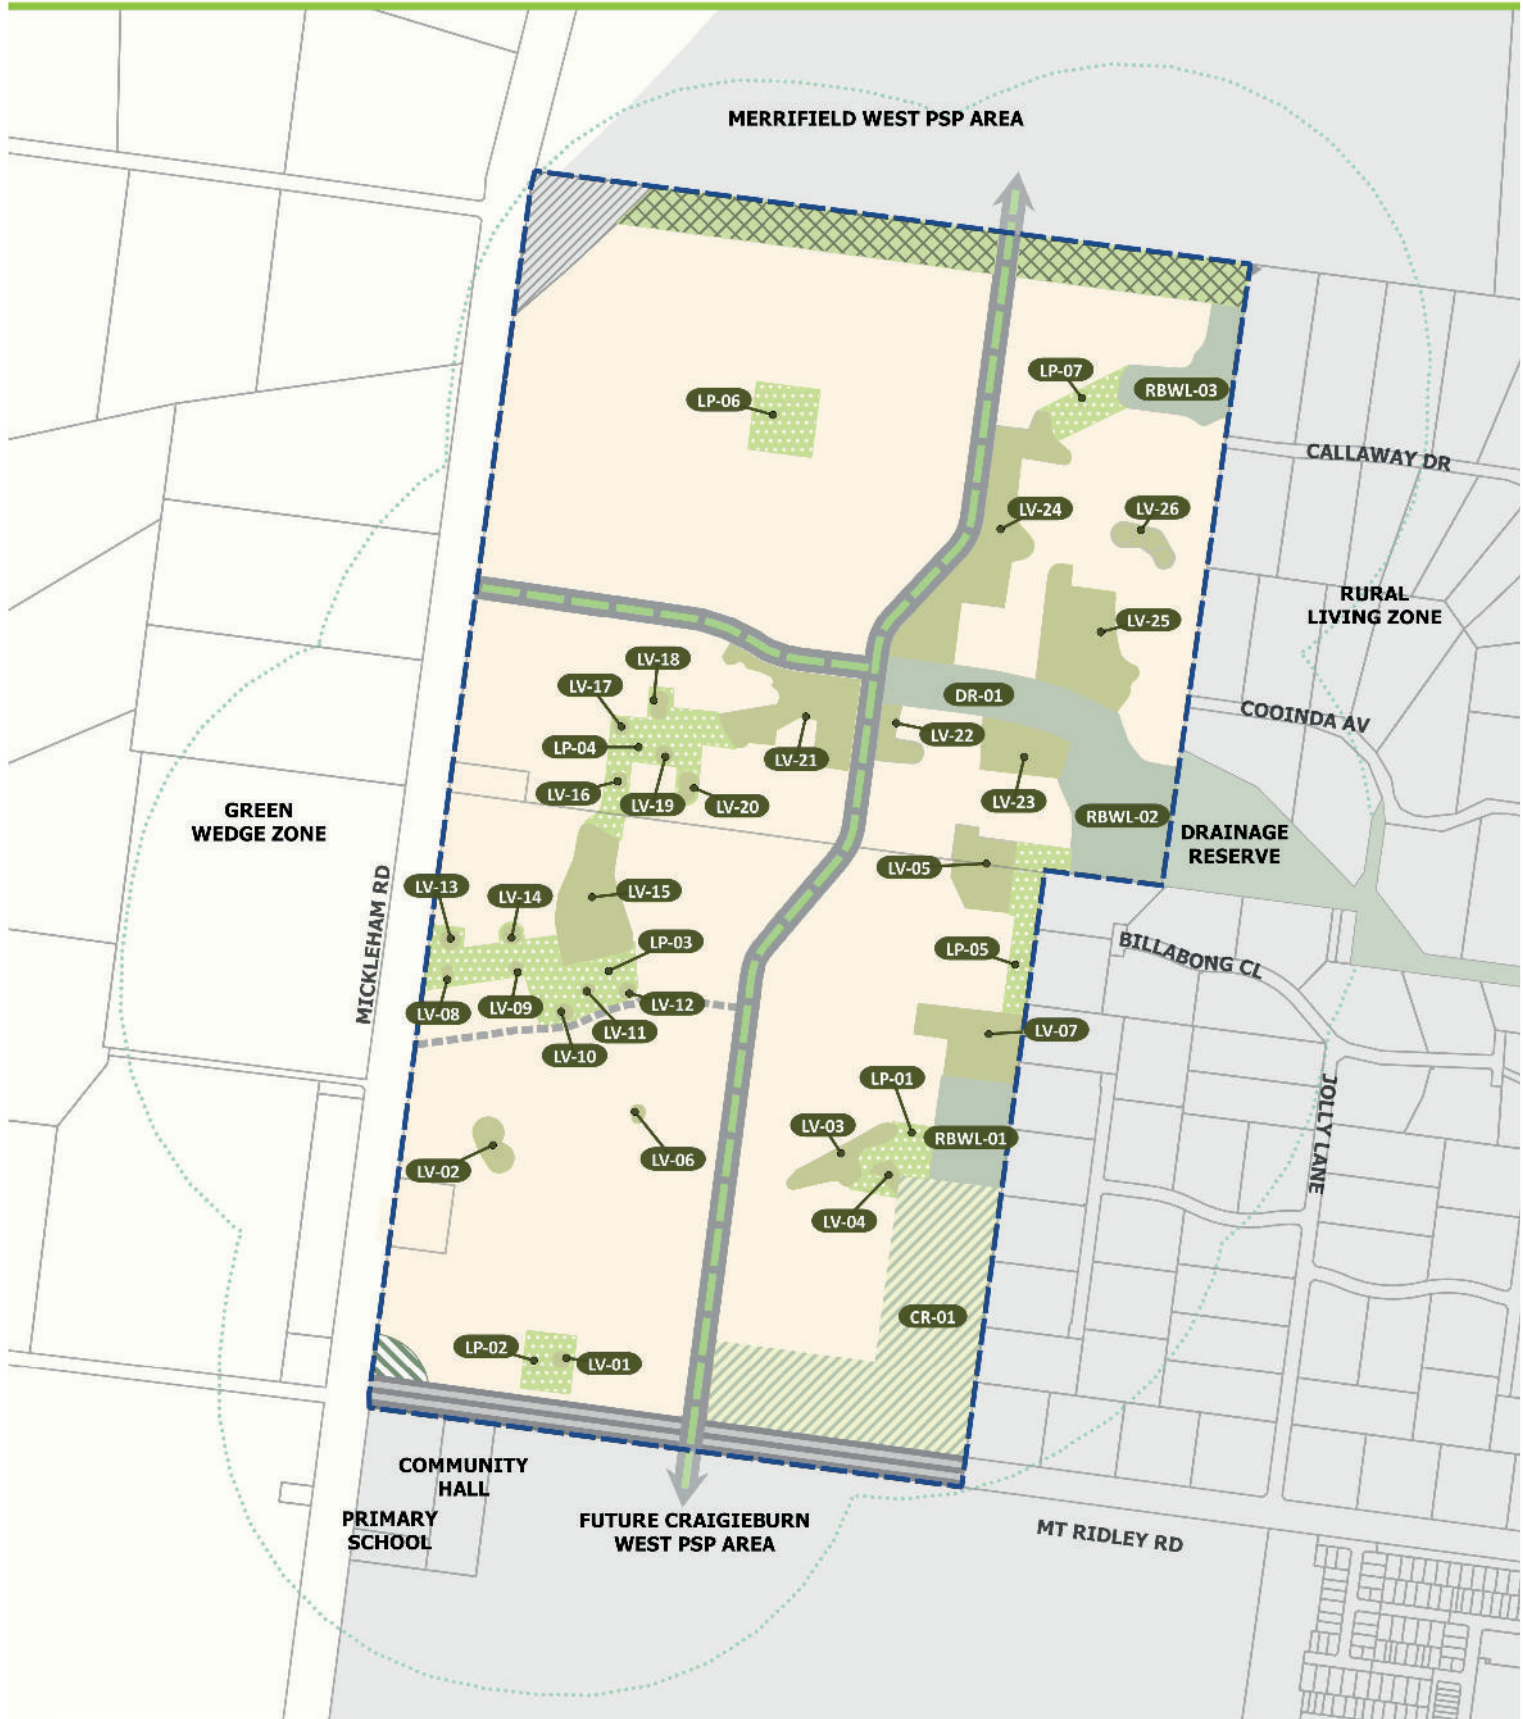 MERRIFIELD WEST PSP AREA
LP-07
RBWL-03
LP-06
CALLAWAY DR
LV-24
LV-26
RURAL
LIVING ZONE
LV-25
LV-18
LV-17
DR-01
COOINDA AV
LV-22
LP-04
LV-21
LV-16
LV-19
LV-20
LV-23
GREEN
WEDGE ZONE
RBWL-02
DRAINAGE
RESERVE
LV-05
LV-13
LV-14
LV-15
MICKLEHAM RD
LP-03
LP-05
BILLABONG CL
LV-08
LV-09
LV-12
LV-11
LV-10
LV-07
LP-01
LV-03
RBWL-01
JOLLY LANE
LV-02
LV-06
LV-04
CR-01
LP-02
LV-01
COMMUNITY
HALL
PRIMARY
SCHOOL
FUTURE CRAIGIEBURN
WEST PSP AREA
MT RIDLEY RD